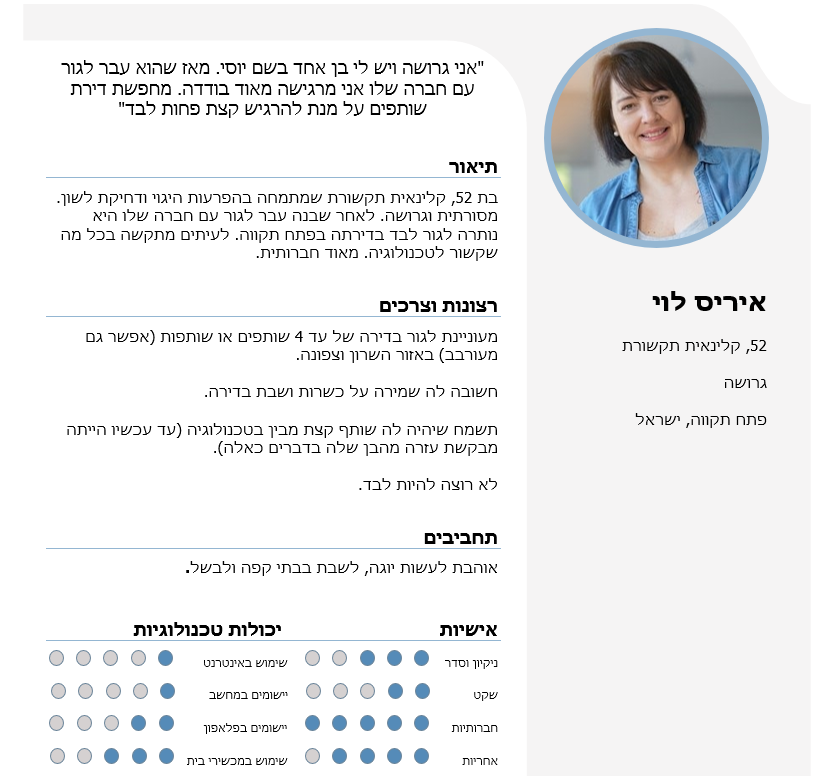 "אני גרושה ויש לי בן אחד בשם יוסי. מאז שהוא עבר לגור
עם חברה שלו אני מרגישה מאוד בודדה. מחפשת דירת
שותפים על מנת להרגיש קצת פחות לבד"
איריס לוי
52, קלינאית תקשורת
גרושה
פתח תקווה, ישראל
תיאור
בת 52, קלינאית תקשורת שמתמחה בהפרעות היגוי ודחיקת לשון.
מסורתית וגרושה. לאחר שבנה עבר לגור עם חברה שלו היא
נותרה לגור לבד בדירתה בפתח תקווה. לעיתים מתקשה בכל מה
שקשור לטכנולוגיה. מאוד חברותית.
רצונות וצרכים
מעוניינת לגור בדירה של עד 4 שותפים או שותפות (אפשר גם
מעורבב) באזור השרון וצפונה.
חשובה לה שמירה על כשרות ושבת בדירה.
תשמח שיהיה לה שותף קצת מבין בטכנולוגיה (עד עכשיו הייתה
מבקשת עזרה מהבן שלה בדברים כאלה).
לא רוצה להיות לבד.
תחביבים
אוהבת לעשות יוגה, לשבת בבתי קפה ולבשל.
אישיות
ניקיון וסדר
שקט
חברותיות
אחריות
יכולות טכנולוגיות
שימוש באינטרנט
יישומים במחשב
יישומים בפלאפון
שימוש במכשירי בית